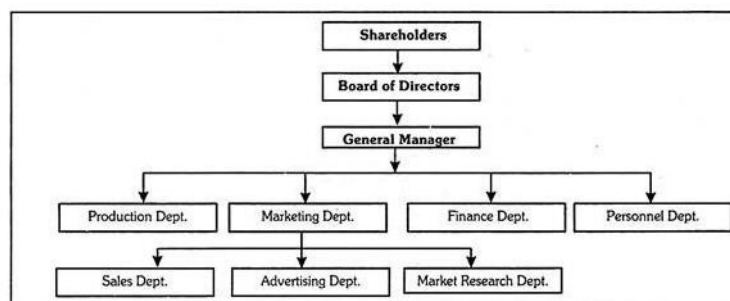 Shareholders
Board of Directors
General Manager
Production Dept.
Marketing Dept.
Finance Dept.
Personnel Dept.
Sales Dept.
Advertising Dept.
Market Research Dept.